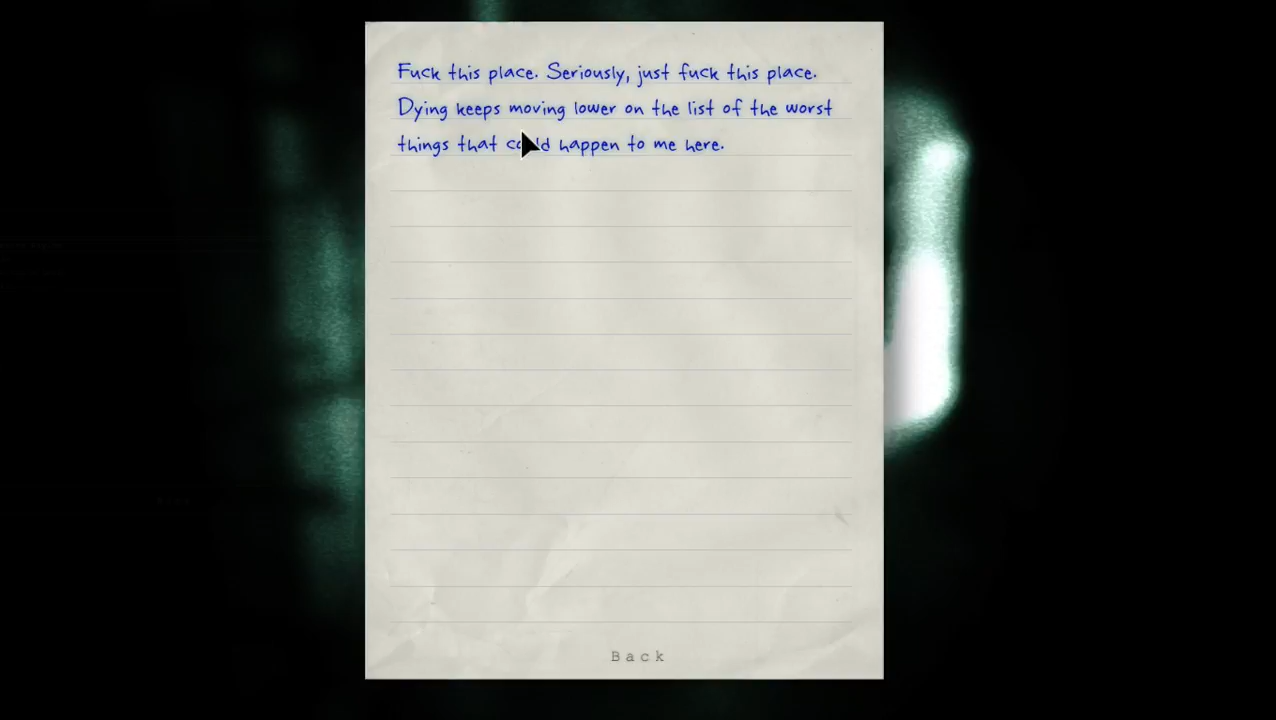 Fuck this place. Seriously, just fuck this place.
Dying keeps moving lower on the list of the worst
things that could happen to me here.
Back